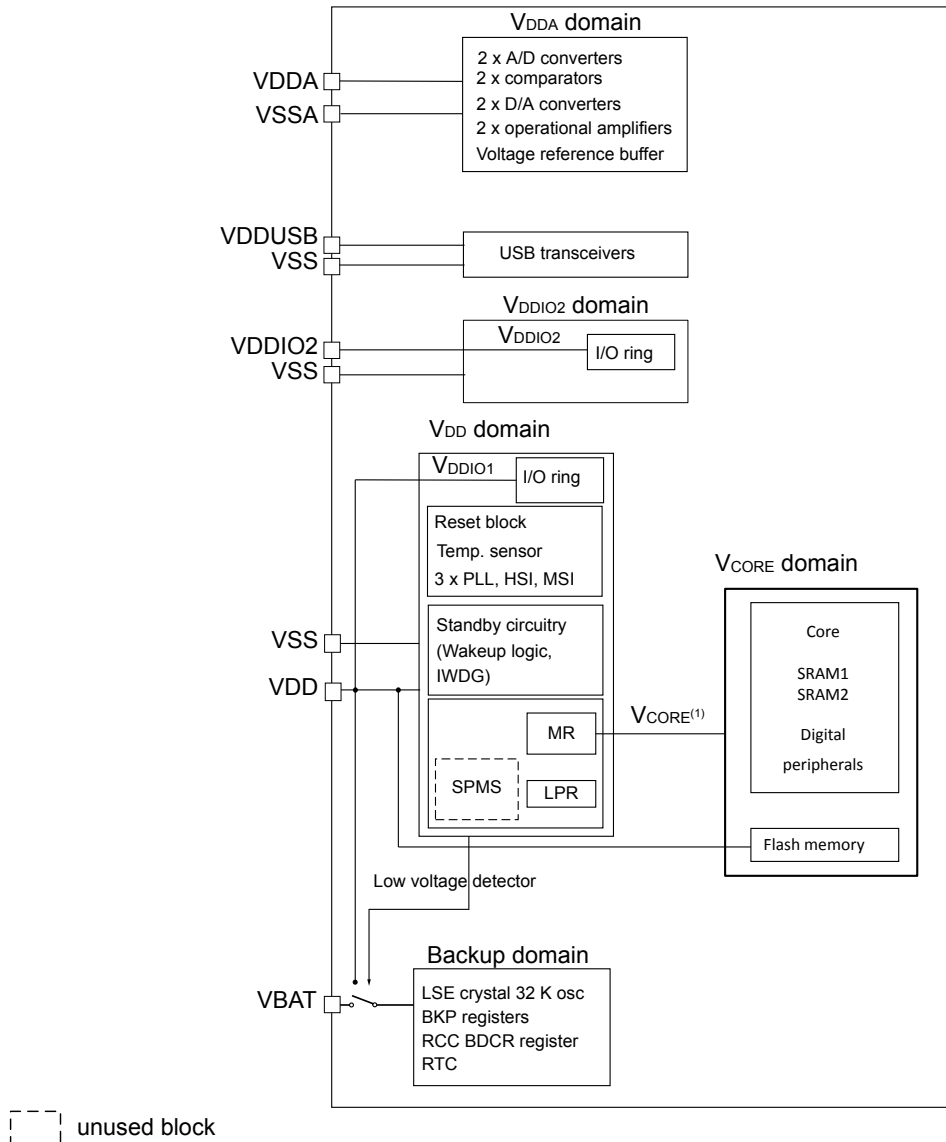 VDDA domain
VDDA
VSSA
2 x A/D converters
2 x comparators
2 x D/A converters
2 x operational amplifiers
Voltage reference buffer
VDDUSB
VSS
USB transceivers
VDDIO2 domain
VDDIO2
VSS
VDDIO2
I/O ring
VDD domain
VDDIO1
I/O ring
Reset block
Temp. sensor
3 x PLL, HSI, MSI
VSS
VDD
Standby circuitry
(Wakeup logic,
IWDG)
MR
SPMS
LPR
VCORE(1)
VCORE domain
Core
SRAM1
SRAM2
Digital
peripherals
Flash memory
Low voltage detector
Backup domain
VBAT
LSE crystal 32 K osc
BKP registers
RCC BDCR register
RTC
unused block